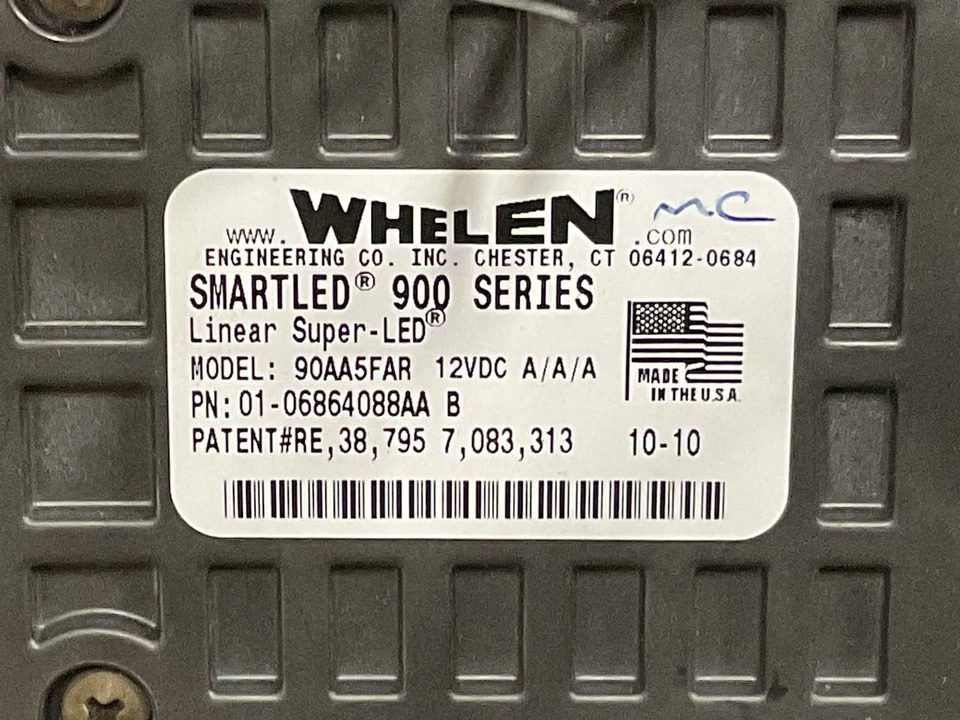 www. WHELEN® .com MC
ENGINEERING CO. INC. CHESTER, CT 06412-0684
SMARTLED® 900 SERIES
Linear Super-LED®
MODEL: 90AA5FAR 12VDC A/A/A
MADE
IN THE U.S.A.
PN:01-06864088AA B
PATENT#RE,38,795 7,083,313 10-10